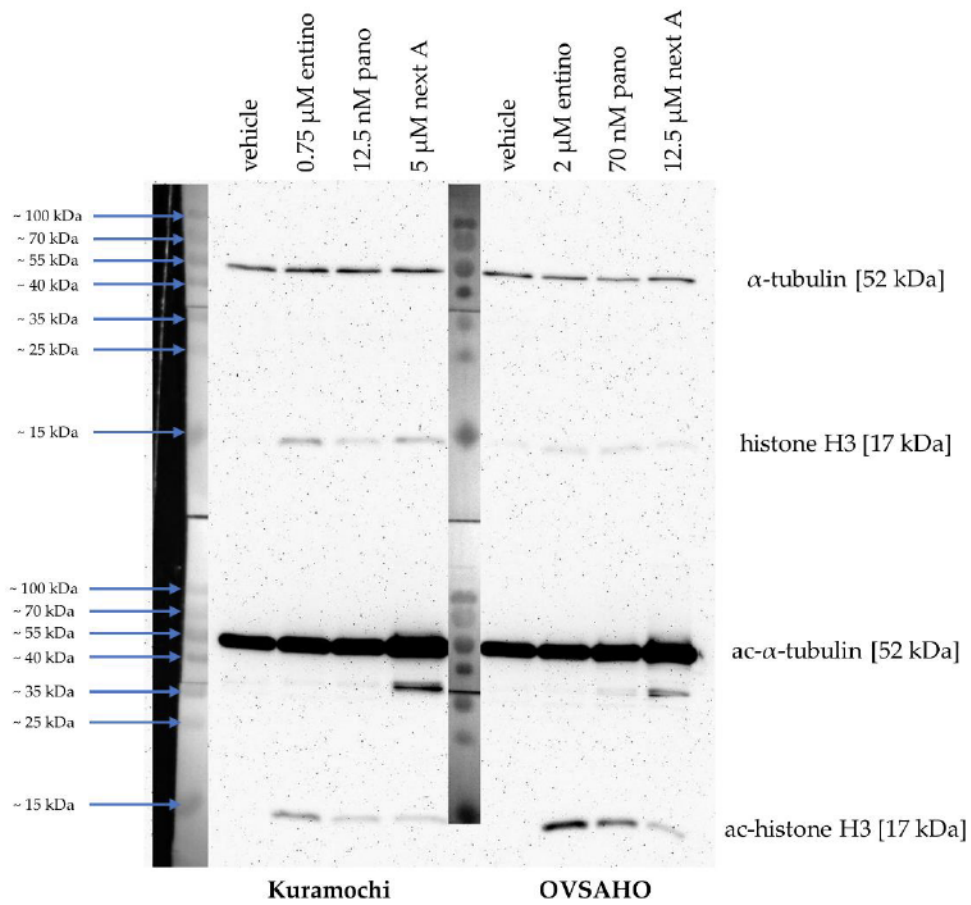 vehicle
0.75 µM entino
12.5 nM pano
5 µM next A
vehicle
2 µM entino
70 nM pano
12.5 µM next A
~ 100 kDa
~ 70 kDa
~ 55 kDa
~ 40 kDa
~ 35 kDa
~ 25 kDa
~ 15 kDa
α-tubulin [52 kDa]
histone H3 [17 kDa]
~ 100 kDa
~ 70 kDa
~ 55 kDa
~ 40 kDa
~ 35 kDa
~ 25 kDa
~ 15 kDa
ac-α-tubulin [52 kDa]
ac-histone H3 [17 kDa]
Kuramochi
OVSAHO